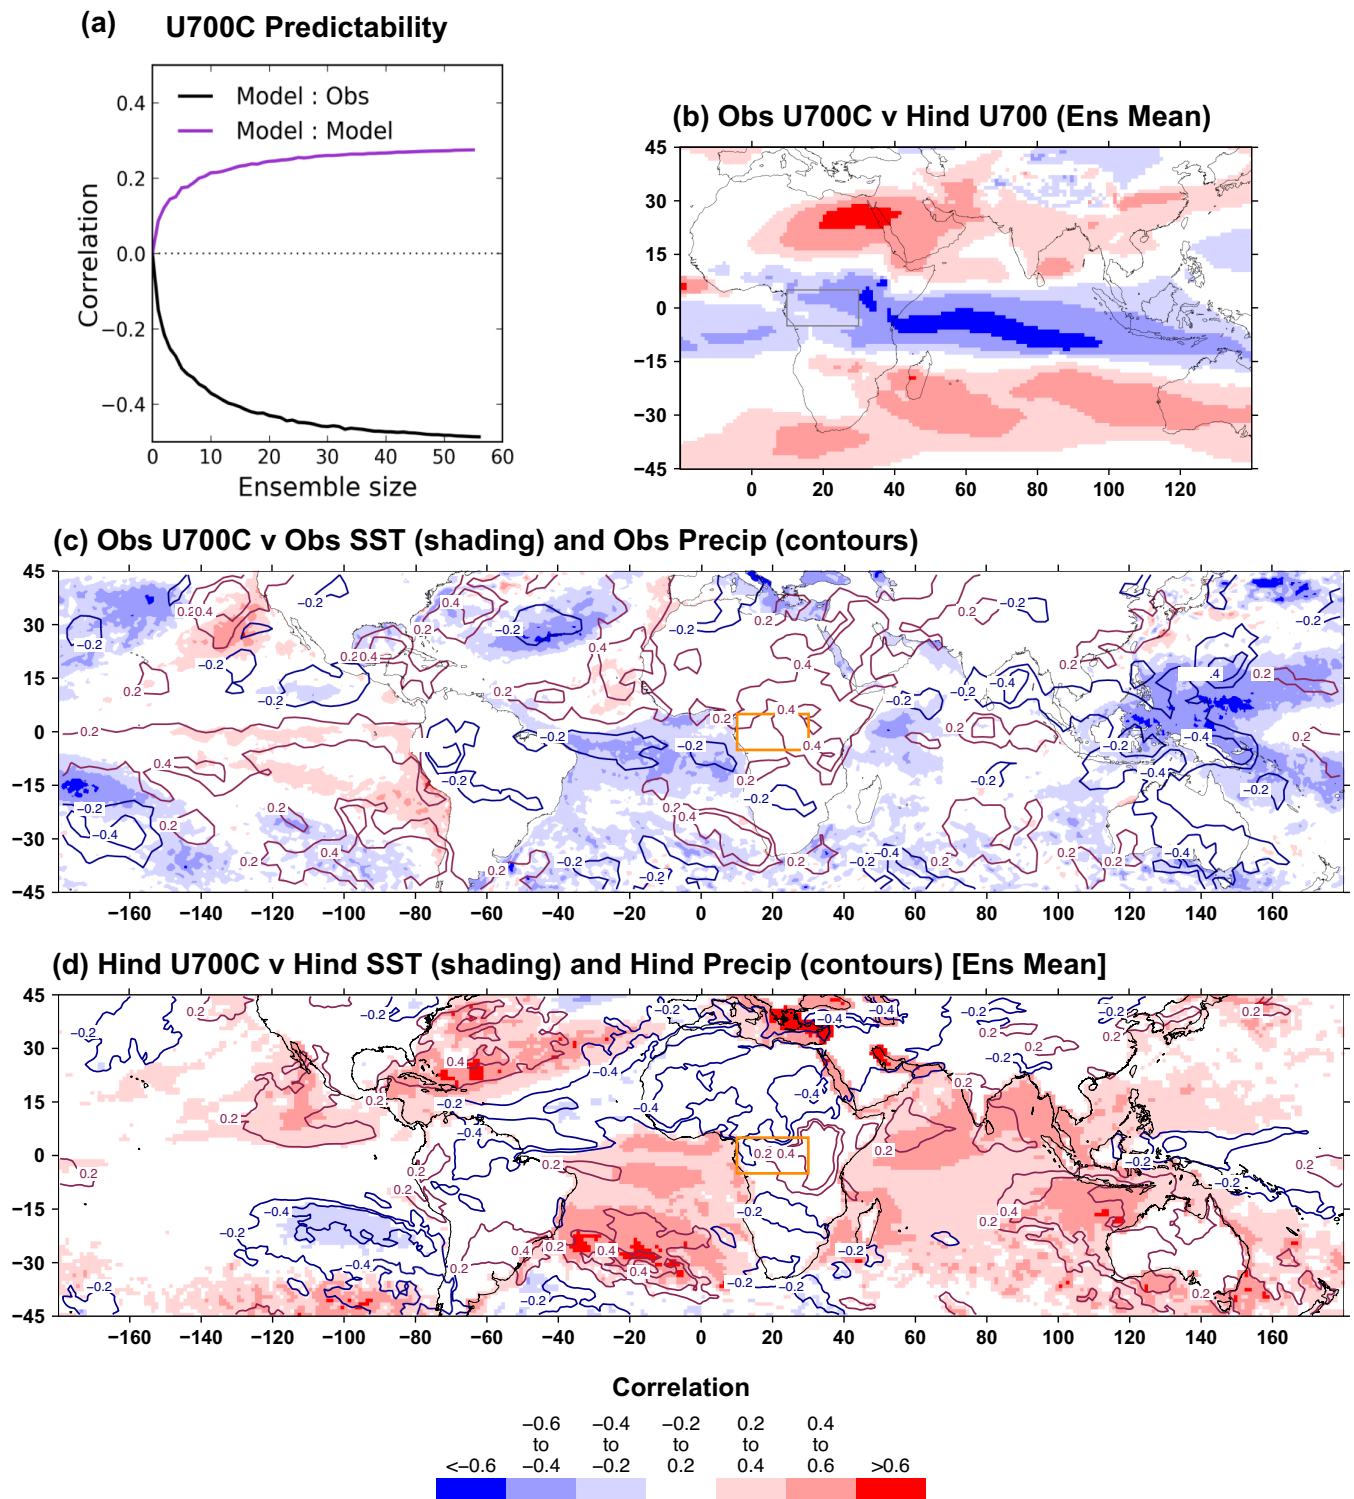 (a) U700C Predictability
0.4
0.2
0.0
−0.2
−0.4
Correlation
Model : Obs
Model : Model
0 10 20 30 40 50 60
Ensemble size
(b) Obs U700C v Hind U700 (Ens Mean)
45
30
15
0
−15
−30
−45
0 20 40 60 80 100 120
(c) Obs U700C v Obs SST (shading) and Obs Precip (contours)
45
30
15
0
−15
−30
−45
−160 −140 −120 −100 −80 −60 −40 −20 0 20 40 60 80 100 120 140 160
(d) Hind U700C v Hind SST (shading) and Hind Precip (contours) [Ens Mean]
45
30
15
0
−15
−30
−45
−160 −140 −120 −100 −80 −60 −40 −20 0 20 40 60 80 100 120 140 160
Correlation
−0.6 −0.4 −0.2 0.2 0.4
to to to to to
<−0.6 −0.4 −0.2 0.2 0.4 0.6 >0.6